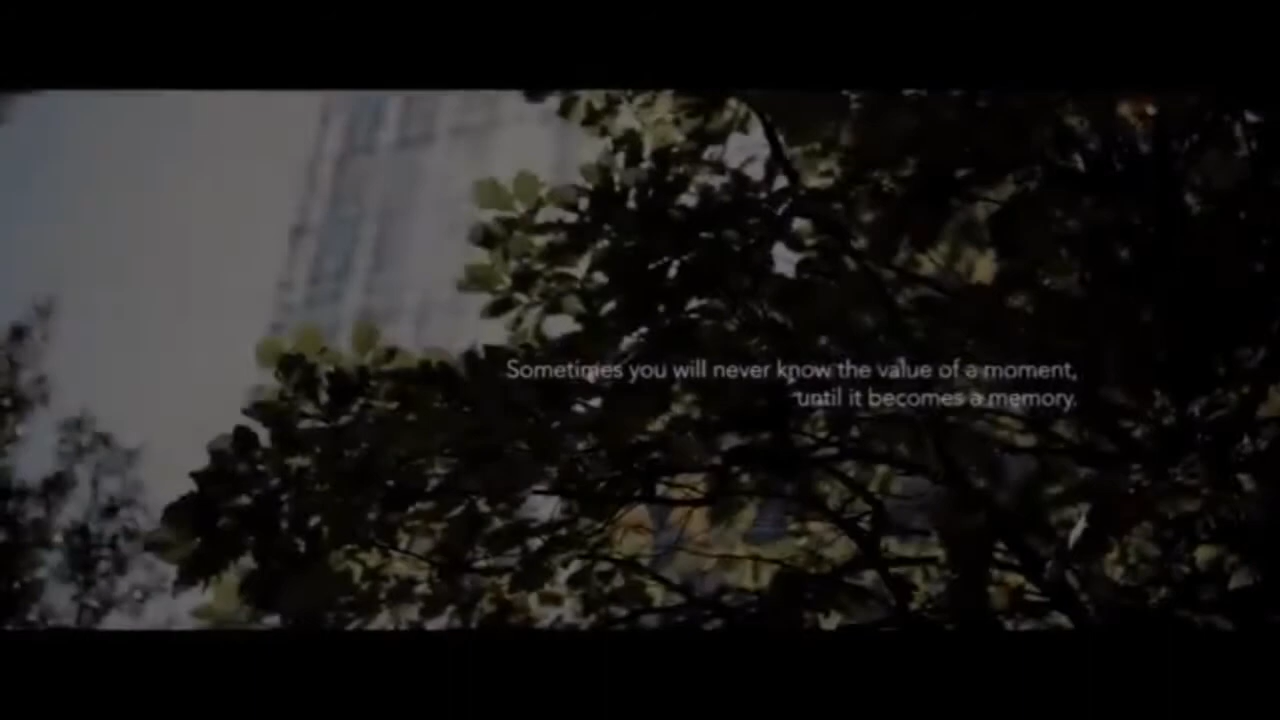 Sometimes you will never know the value of a moment,
until it becomes a memory.